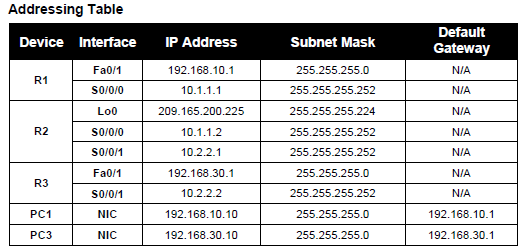 Addressing Table
Device Interface IP Address Subnet Mask Default Gateway
R1 Fa0/1 192.168.10.1 255.255.255.0 N/A
S0/0/0 10.1.1.1 255.255.255.252 N/A
R2 Lo0 209.165.200.225 255.255.255.224 N/A
S0/0/0 10.1.1.2 255.255.255.252 N/A
S0/0/1 10.2.2.1 255.255.255.252 N/A
R3 Fa0/1 192.168.30.1 255.255.255.0 N/A
S0/0/1 10.2.2.2 255.255.255.252 N/A
PC1 NIC 192.168.10.10 255.255.255.0 192.168.10.1
PC3 NIC 192.168.30.10 255.255.255.0 192.168.30.1